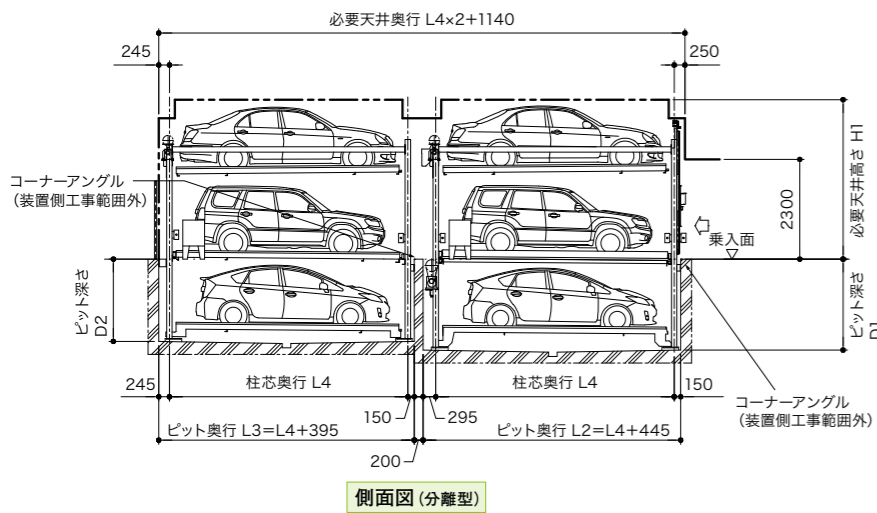 必要天井奥行 L4×2+1140
245
250
コーナーアングル
（装置側工事範囲外）
必要天井高さ H1
2300
乗入面
ピット深さ
D2
ピット深さ
D1
245
柱芯奥行 L4
150
295
柱芯奥行 L4
150
コーナーアングル
（装置側工事範囲外）
ピット奥行 L3=L4+395
ピット奥行 L2=L4+445
200
側面図(分離型)